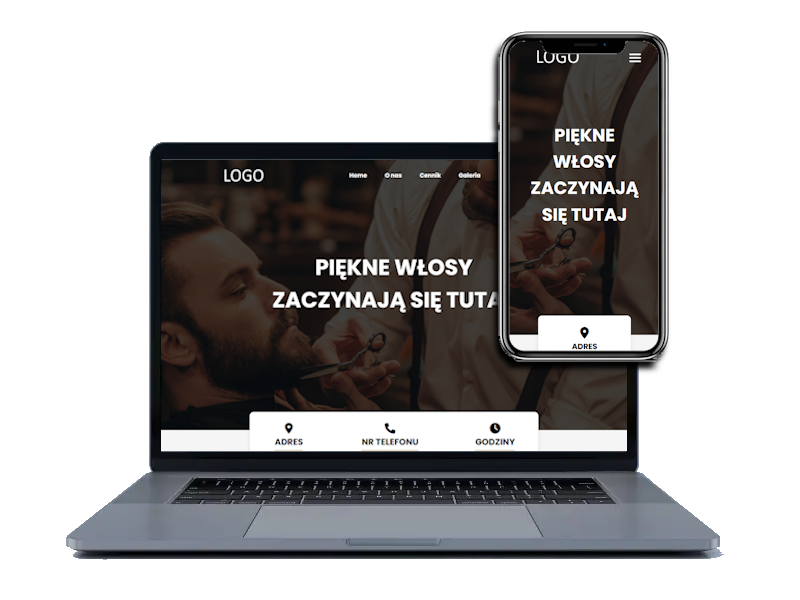 LOGO
Home O nas Cennik Galeria
PIĘKNE WŁOSY
ZACZYNAJĄ SIĘ TUTA
ADRES NR TELEFONU GODZINY
LOGO
PIĘKNE
WŁOSY
ZACZYNAJĄ
SIĘ TUTAJ
ADRES